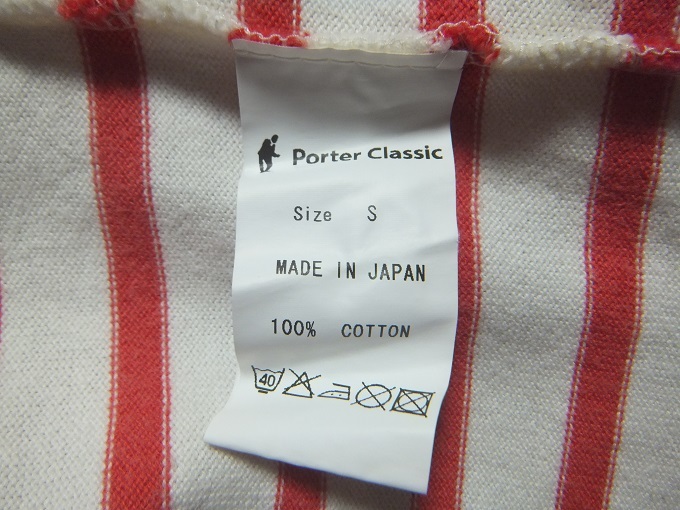 Porter Classic
Size S
MADE IN JAPAN
100% COTTON
40